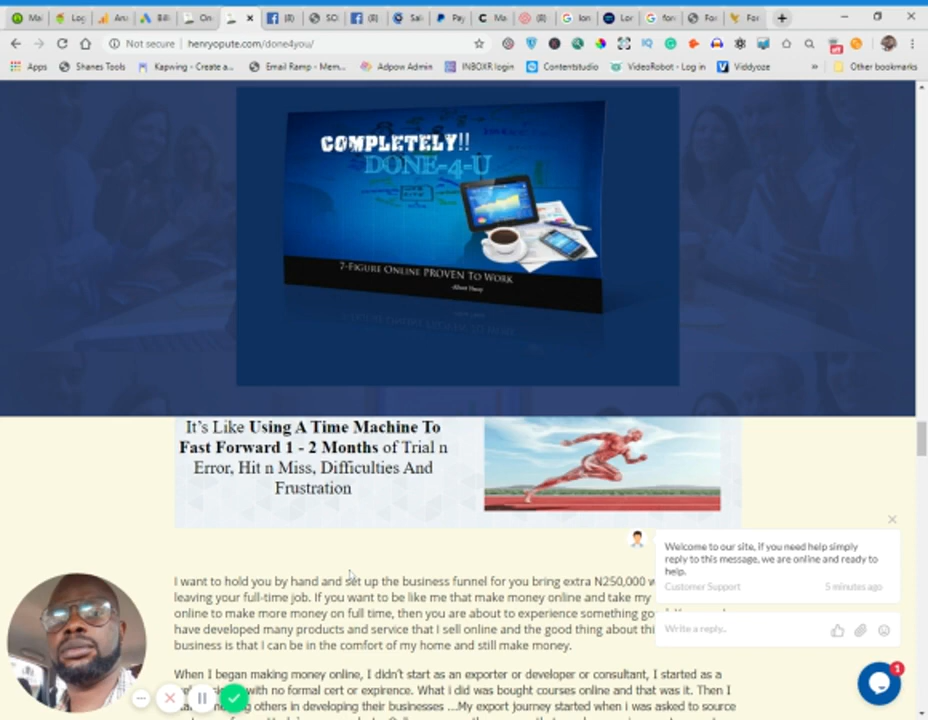 Not secure | henryopute.com/done4you/
Apps Shanes Tools Kapwing - Create a... Email Ramp - Mem... Adpow Admin INBOXR login Contentstudio VideoRobot - Log in Viddyoze » Other bookmarks
COMPLETELY!!
DONE-4-U
7-FIGURE ONLINE PROVEN TO WORK
It's Like Using A Time Machine To
Fast Forward 1 - 2 Months of Trial n
Error, Hit n Miss, Difficulties And
Frustration
Welcome to our site, if you need help simply
reply to this message, we are online and ready to
help.
Customer Support 5 minutes ago
Write a reply..
1
I want to hold you by hand and set up the business funnel for you bring extra N250,000
leaving your full-time job. If you want to be like me that make money online and take my
online to make more money on full time, then you are about to experience something
have developed many products and service that I sell online and the good thing about
business is that I can be in the comfort of my home and still make money.
When I began making money online, I didn't start as an exporter or developer or consultant, I started as a
with no formal cert or expirence. What i did was bought courses online and that was it. Then I
others in developing their businesses ...My export journey started when i was asked to source